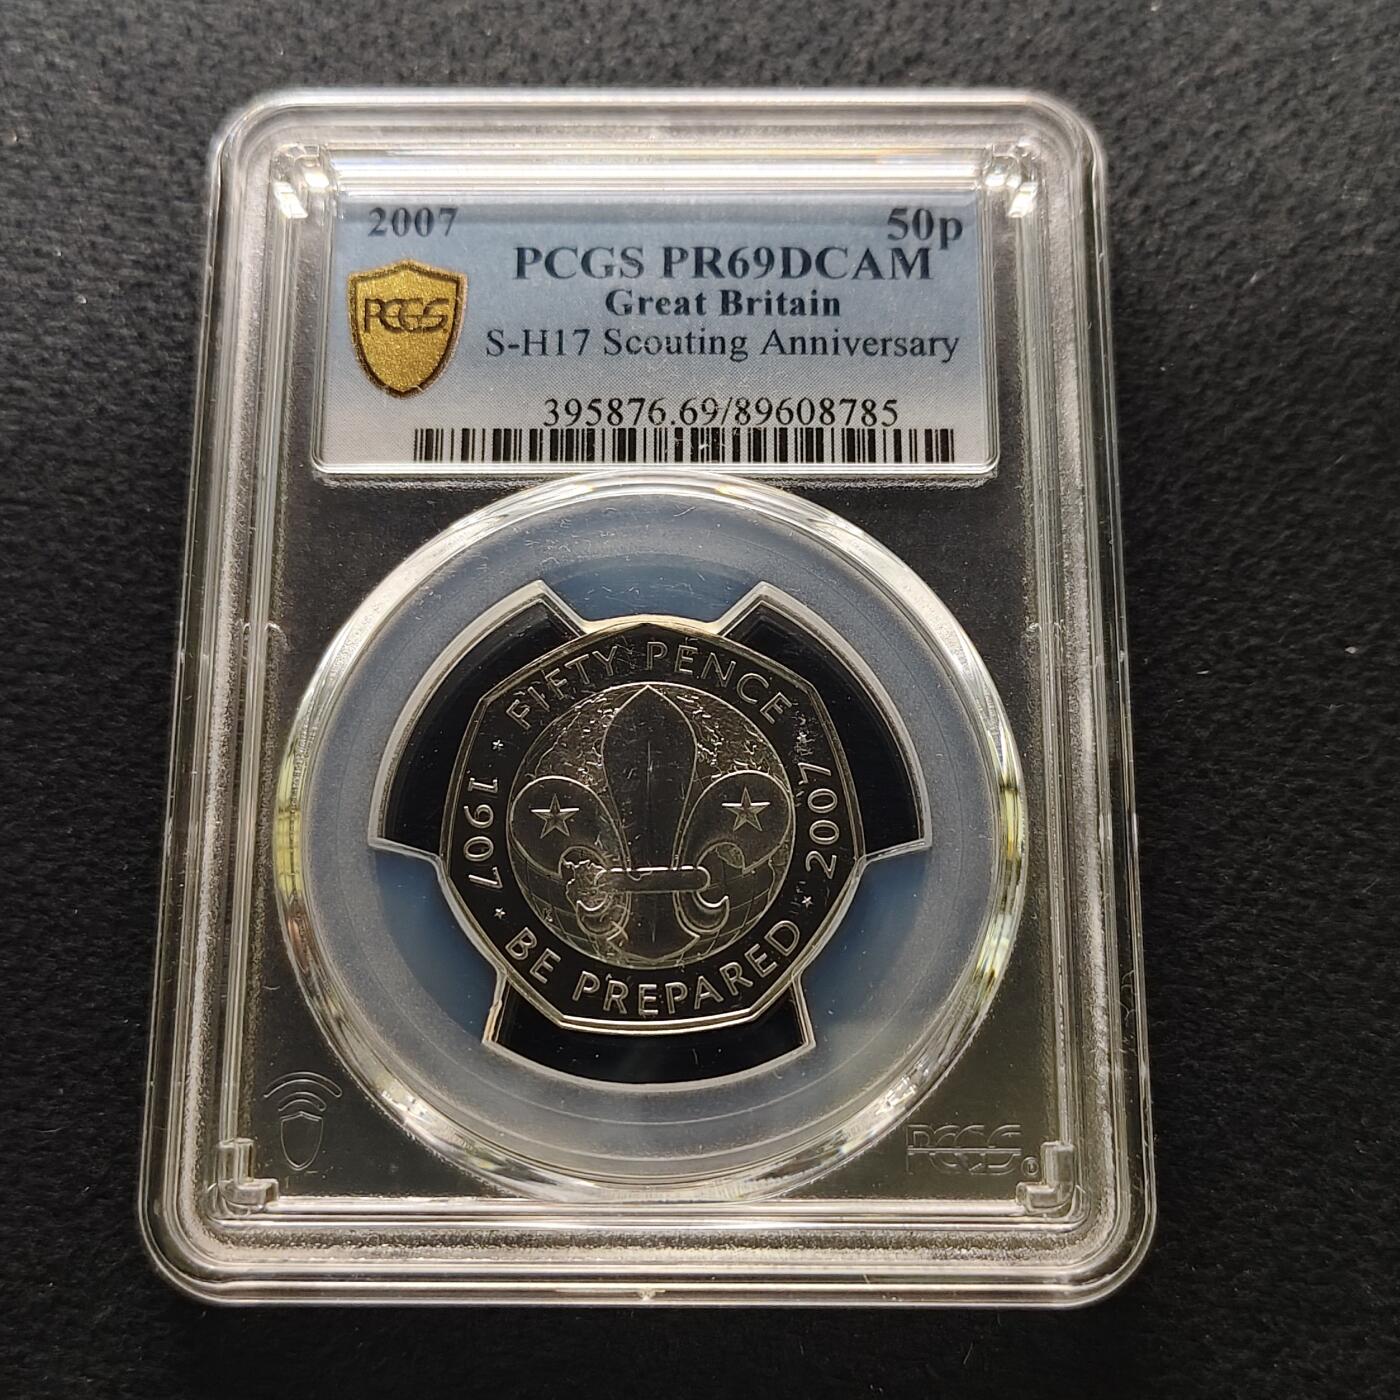 2007 50p
PCGS PR69DCAM
PCGS
Great Britain
S-H17 Scouting Anniversary
395876.69/89608785
FIFTY PENCE
1907
2007
BE PREPARED
PCGS